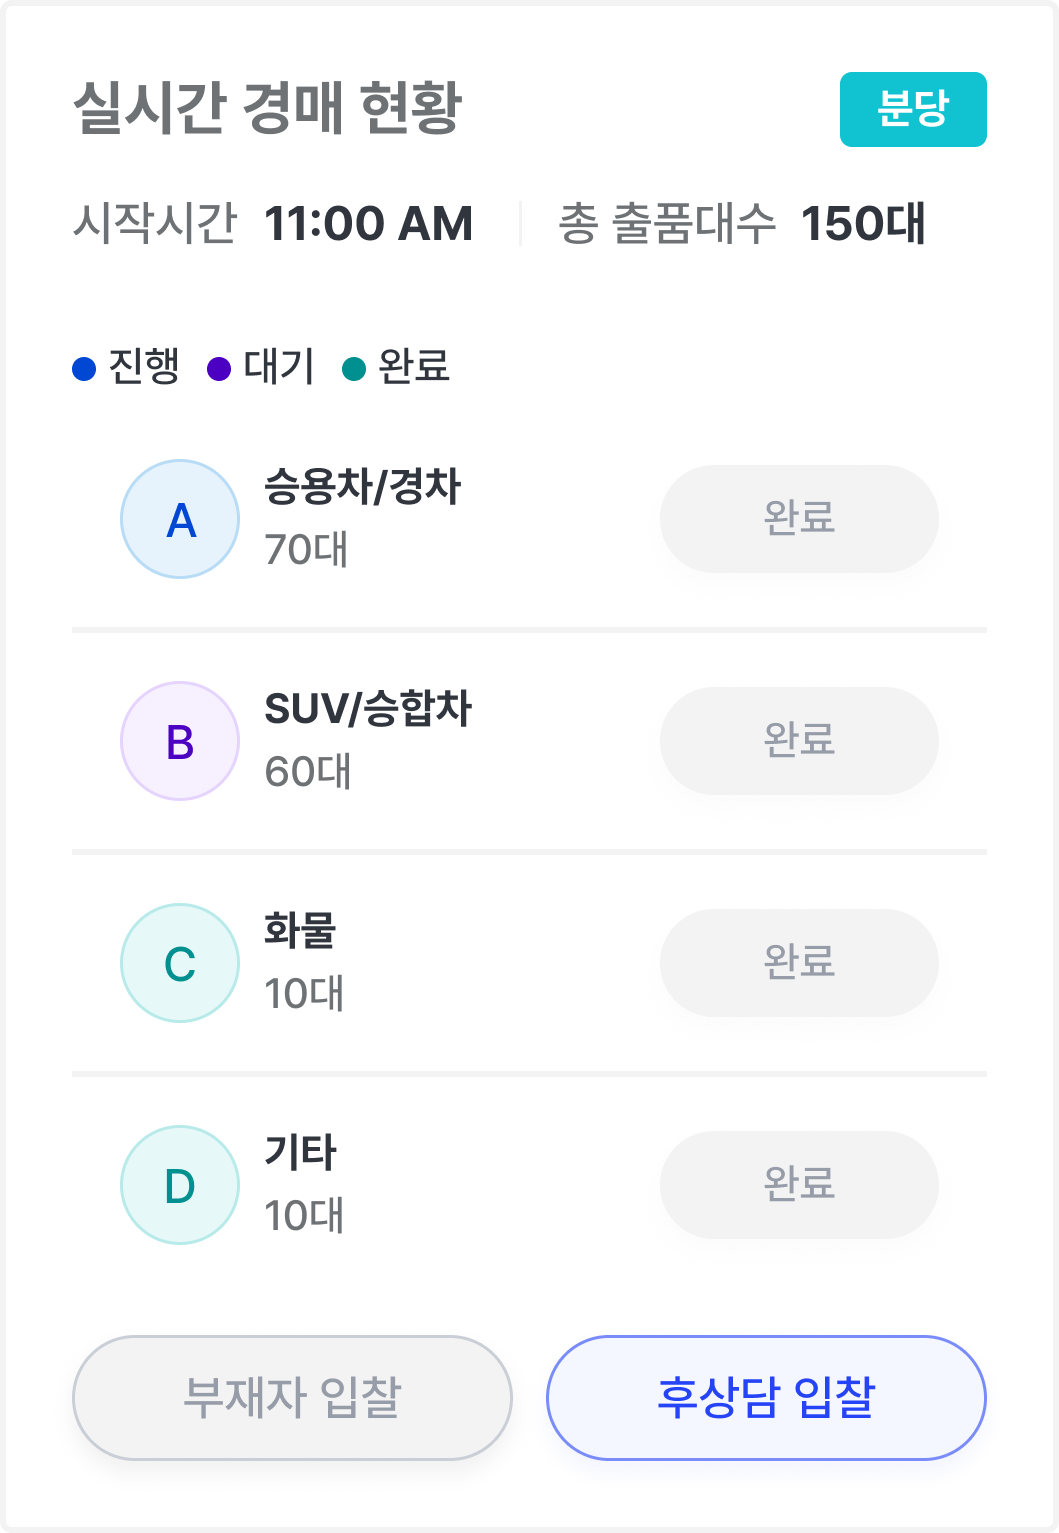 실시간 경매 현황 분당
시작시간 11:00 AM 총 출품대수 150대
진행 대기 완료
A 승용차/경차 완료
70대
B SUV/승합차 완료
60대
C 화물 완료
10대
D 기타 완료
10대
부재자 입찰 후상담 입찰